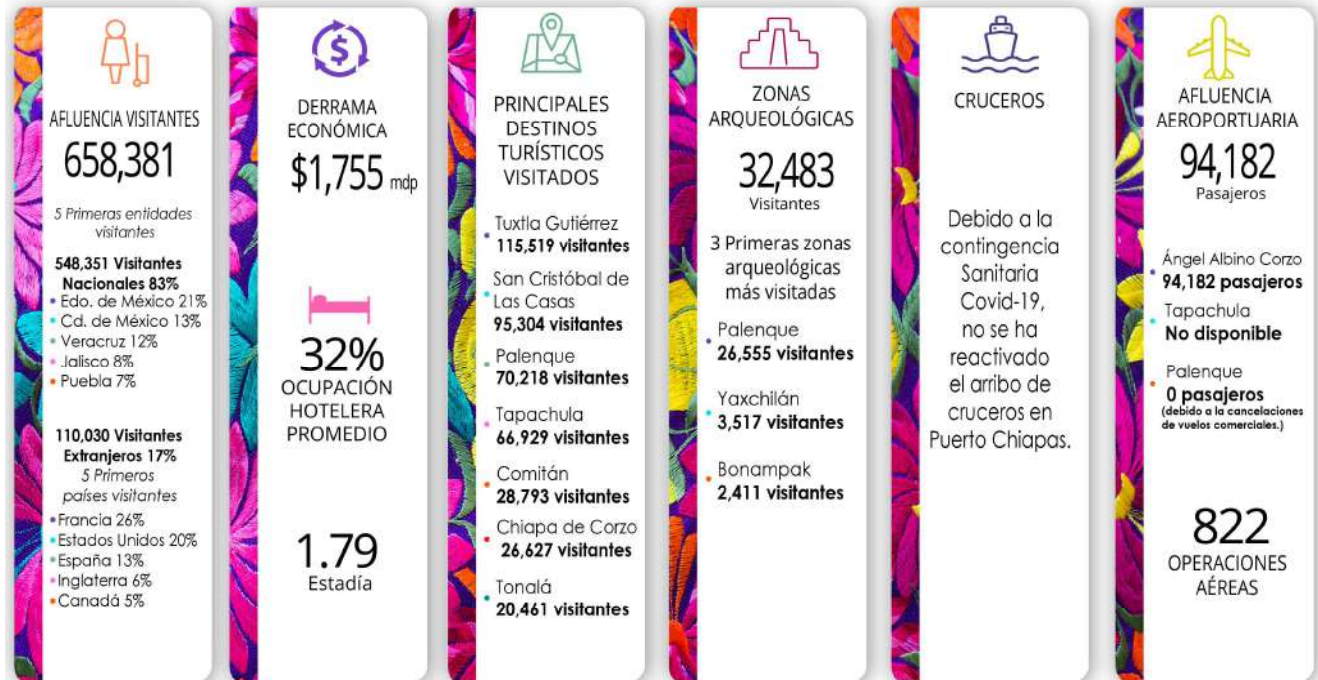 AFLUENCIA VISITANTES
658,381
5 Primeras entidades
visitantes
548,351 Visitantes
Nacionales 83%
Edo. de México 21%
Cd. de México 13%
Veracruz 12%
Jalisco 8%
Puebla 7%
110,030 Visitantes
Extranjeros 17%
5 Primeros
países visitantes
Francia 26%
Estados Unidos 20%
España 13%
Inglaterra 6%
Canadá 5%
$
DERRAMA
ECONÓMICA
$1,755 mdp
32%
OCUPACIÓN
HOTELERA
PROMEDIO
1.79
Estadía
PRINCIPALES
DESTINOS
TURÍSTICOS
VISITADOS
Tuxtla Gutiérrez
115,519 visitantes
San Cristóbal de
Las Casas
95,304 visitantes
Palenque
70,218 visitantes
Tapachula
66,929 visitantes
Comitán
28,793 visitantes
Chiapa de Corzo
26,627 visitantes
Tonalá
20,461 visitantes
ZONAS
ARQUEOLÓGICAS
32,483
Visitantes
3 Primeras zonas
arqueológicas
más visitadas
Palenque
26,555 visitantes
Yaxchilán
3,517 visitantes
Bonampak
2,411 visitantes
CRUCEROS
Debido a la
contingencia
Sanitaria
Covid-19,
no se ha
reactivado
el arribo de
cruceros en
Puerto Chiapas.
AFLUENCIA
AEROPORTUARIA
94,182
Pasajeros
Ángel Albino Corzo
94,182 pasajeros
Tapachula
No disponible
Palenque
0 pasajeros
(debido a la cancelaciones
de vuelos comerciales.)
822
OPERACIONES
AÉREAS